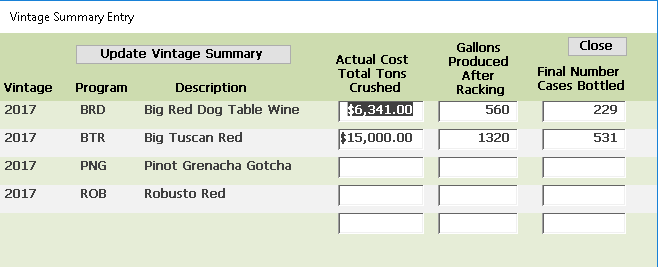 Vintage Summary Entry
Update Vintage Summary
Close
Vintage
Program
Description
Actual Cost
Total Tons
Crushed
Gallons
Produced
After
Racking
Final Number
Cases Bottled
2017 BRD Big Red Dog Table Wine $6,341.00 560 229
2017 BTR Big Tuscan Red $15,000.00 1320 531
2017 PNG Pinot Grenacha Gotcha
2017 ROB Robusto Red